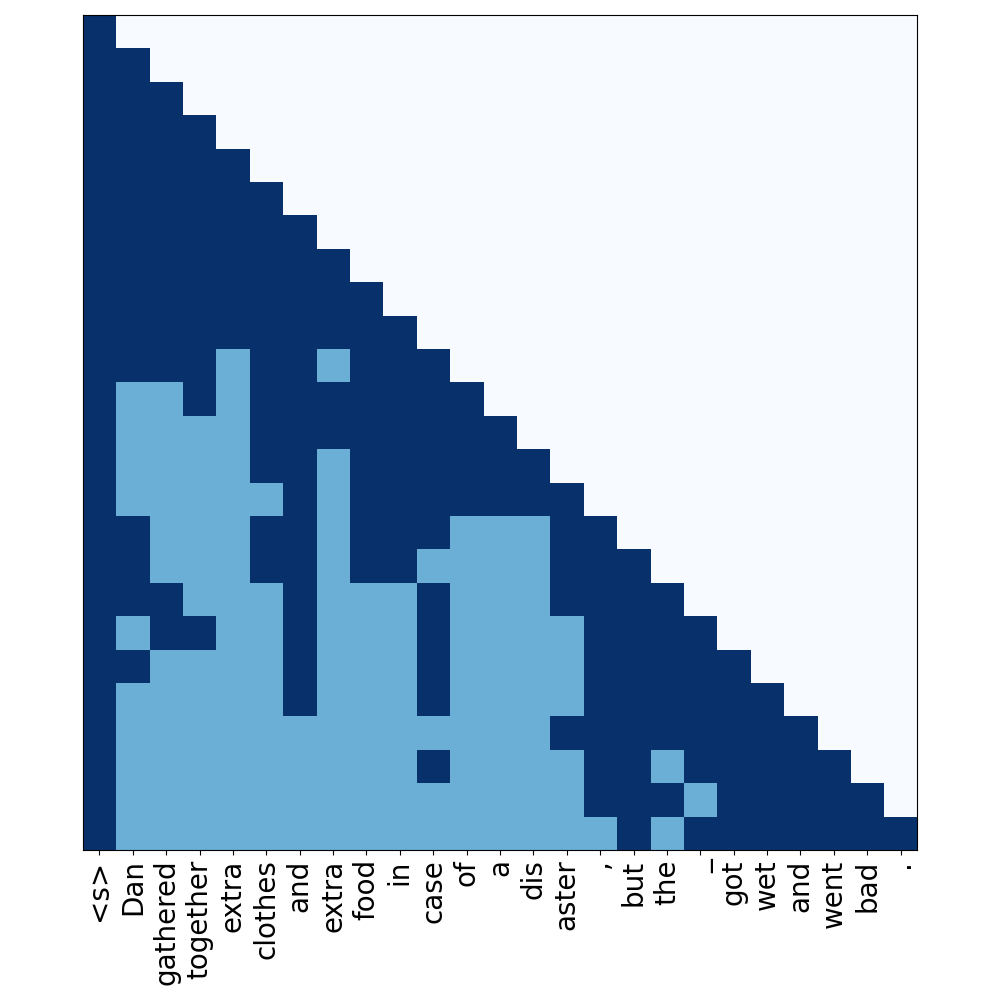 <s>
Dan
gathered
together
extra
clothes
and
extra
food
in
case
of
a
dis
aster
,
but
the
_
got
wet
and
went
bad
.